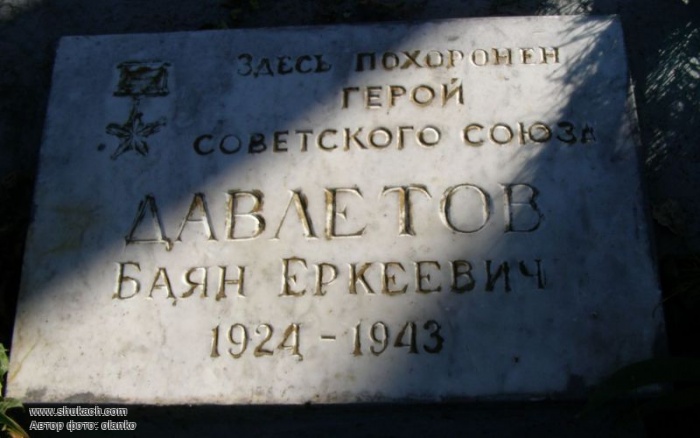 Здесь похоронен
Герой
Советского Союза
Давлетов
Баян Еркеевич
1924 - 1943
www.shukach.com
Автор фото: olanko